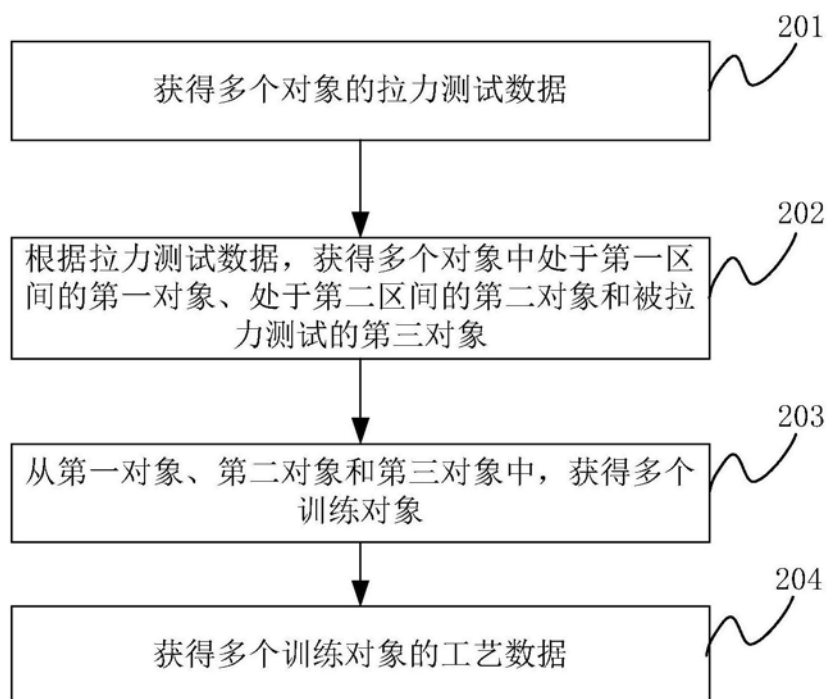 201
获得多个对象的拉力测试数据
202
根据拉力测试数据，获得多个对象中处于第一区
间的第一对象、处于第二区间的第二对象和被拉
力测试的第三对象
203
从第一对象、第二对象和第三对象中，获得多个
训练对象
204
获得多个训练对象的工艺数据